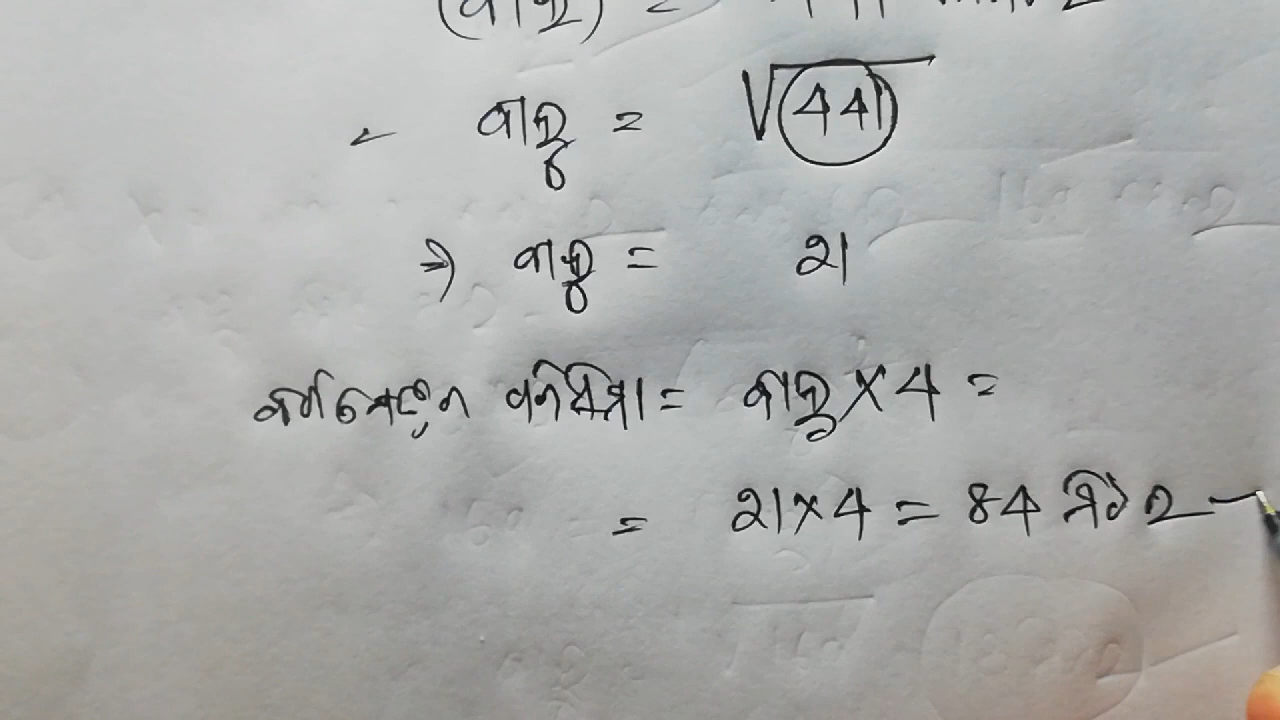 (ବାହୁ) =
ବାହୁ = √441
⇒ ବାହୁ = 21
ବର୍ଗକ୍ଷେତ୍ରର ପରିସୀମା = ବାହୁ × 4 =
= 21 × 4 = 84 ମିଟର